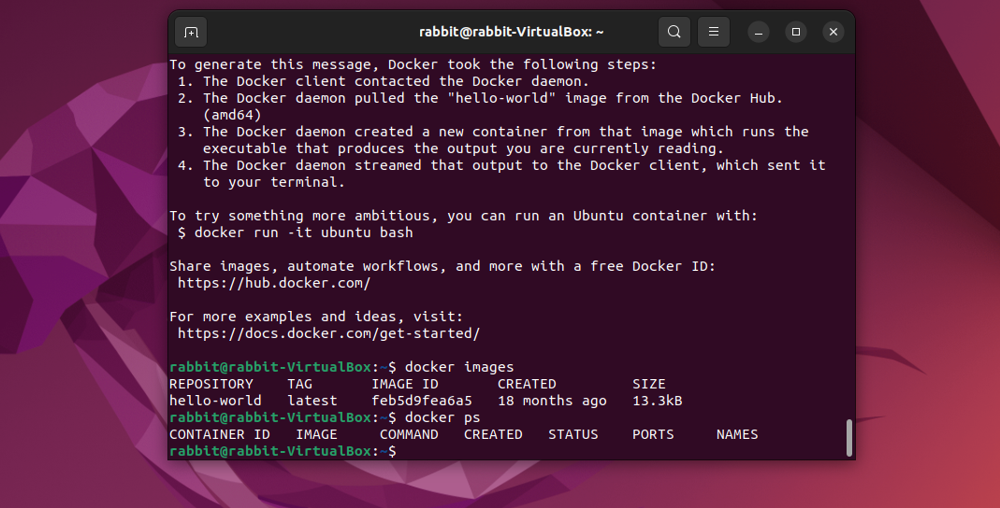 rabbit@rabbit-VirtualBox: ~
To generate this message, Docker took the following steps:
 1. The Docker client contacted the Docker daemon.
 2. The Docker daemon pulled the "hello-world" image from the Docker Hub.
    (amd64)
 3. The Docker daemon created a new container from that image which runs the
    executable that produces the output you are currently reading.
 4. The Docker daemon streamed that output to the Docker client, which sent it
    to your terminal.
To try something more ambitious, you can run an Ubuntu container with:
 $ docker run -it ubuntu bash
Share images, automate workflows, and more with a free Docker ID:
 https://hub.docker.com/
For more examples and ideas, visit:
 https://docs.docker.com/get-started/
rabbit@rabbit-VirtualBox:~$ docker images
REPOSITORY    TAG       IMAGE ID       CREATED         SIZE
hello-world   latest    feb5d9fea6a5   18 months ago   13.3kB
rabbit@rabbit-VirtualBox:~$ docker ps
CONTAINER ID   IMAGE     COMMAND   CREATED   STATUS    PORTS     NAMES
rabbit@rabbit-VirtualBox:~$